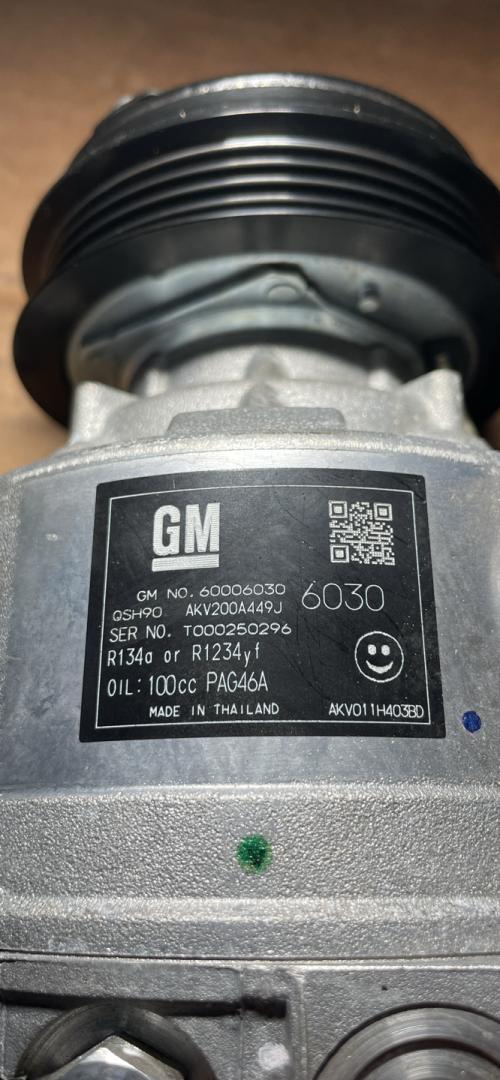 GM
GM NO. 60006030 6030
QSH90 AKV200A449J
SER NO. T000250296
R134a or R1234yf
OIL: 100cc PAG46A
MADE IN THAILAND AKV011H403BD